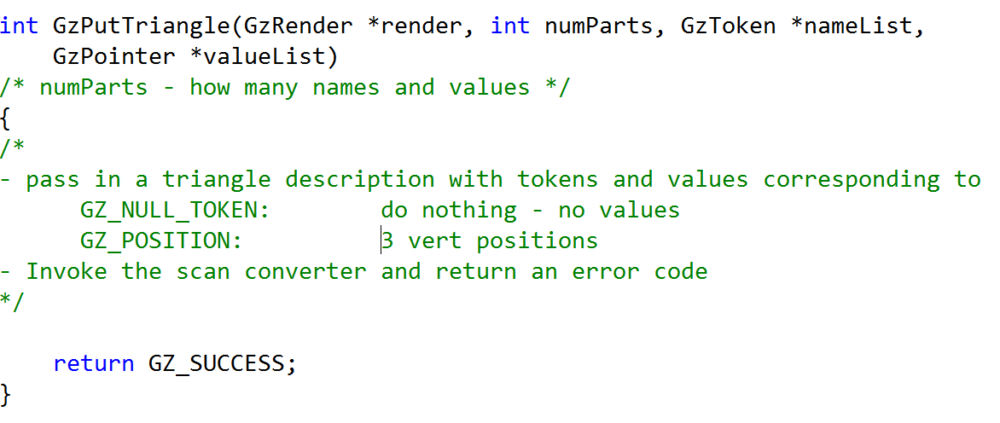 int GzPutTriangle(GzRender *render, int numParts, GzToken *nameList,
    GzPointer *valueList)
/* numParts - how many names and values */
{
/*
- pass in a triangle description with tokens and values corresponding to
      GZ_NULL_TOKEN:        do nothing - no values
      GZ_POSITION:          3 vert positions
- Invoke the scan converter and return an error code
*/
    return GZ_SUCCESS;
}